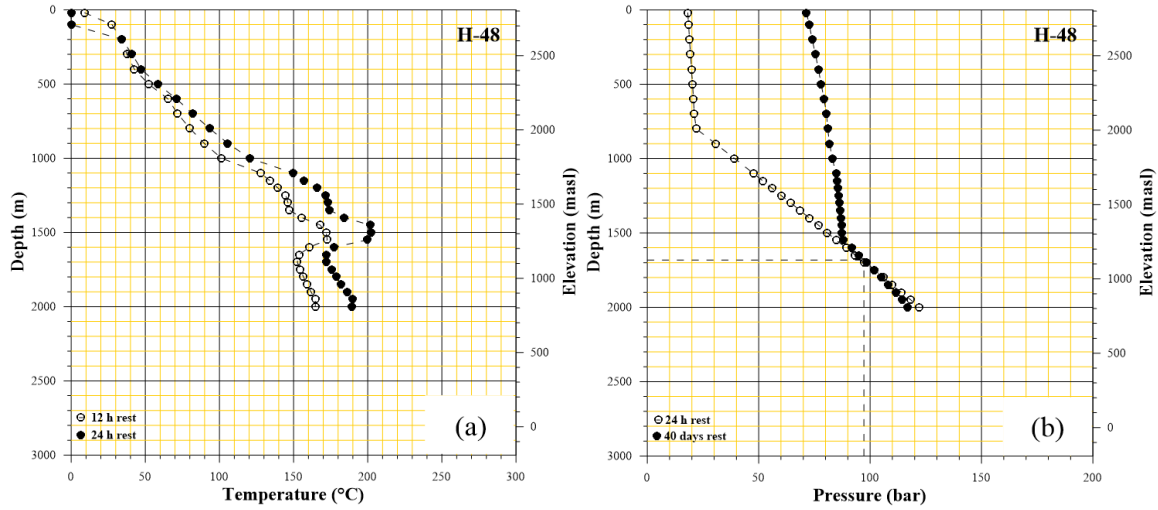 0
500
1000
1500
2000
2500
3000
Depth (m)
0
50
100
150
200
250
300
Temperature (°C)
2500
2000
1500
1000
500
0
Elevation (masl)
H-48
12 h rest
24 h rest
(a)
0
500
1000
1500
2000
2500
3000
Depth (m)
0
50
100
150
200
Pressure (bar)
2500
2000
1500
1000
500
0
Elevation (masl)
H-48
24 h rest
40 days rest
(b)